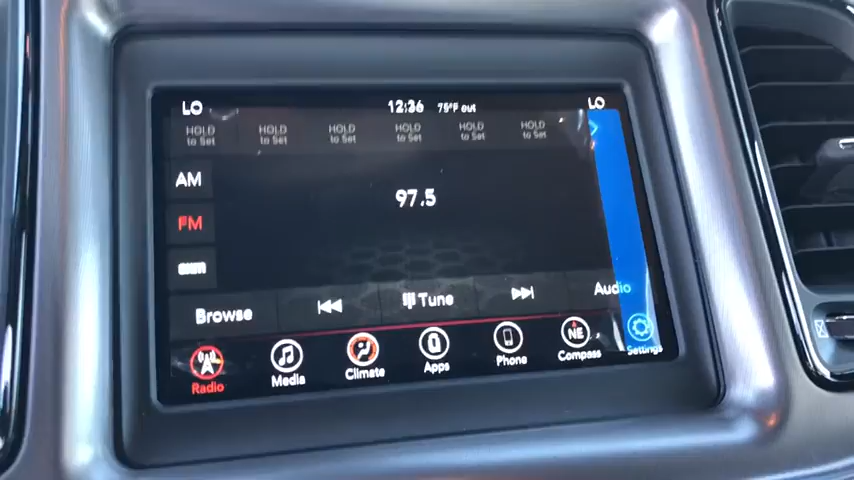 LO 12:36 75°F out LO
HOLD to Set HOLD to Set HOLD to Set HOLD to Set HOLD to Set HOLD to Set
AM
97.5
FM
Browse Tune Audio
Radio Media Climate Apps Phone NE Compass Settings